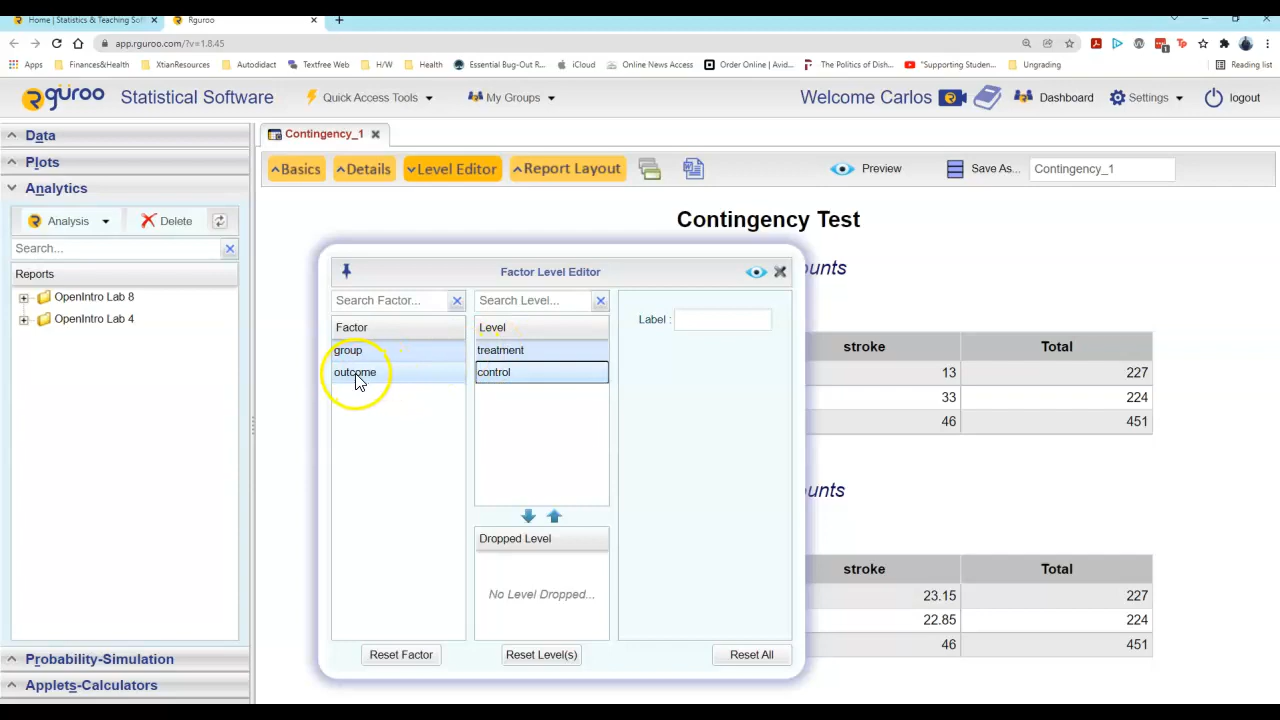 Home | Statistics & Teaching Soft
Rguroo
app.rguroo.com/?v=1.8.45
Apps
Finances&Health
XtianResources
Autodidact
Textfree Web
H/W
Health
Essential Bug-Out R...
iCloud
Online News Access
Order Online | Avid...
The Politics of Dish...
"Supporting Studen...
Ungrading
Reading list
rgüroo Statistical Software
Quick Access Tools
My Groups
Welcome Carlos
Dashboard
Settings
logout
Data
Plots
Analytics
Analysis
Delete
Search...
Reports
OpenIntro Lab 8
OpenIntro Lab 4
Probability-Simulation
Applets-Calculators
Contingency_1
Basics
Details
Level Editor
Report Layout
Preview
Save As...
Contingency_1
Contingency Test
ounts
stroke Total
13 227
33 224
46 451
ounts
stroke Total
23.15 227
22.85 224
46 451
Factor Level Editor
Search Factor...
Search Level...
Factor
group
outcome
Level
treatment
control
Label :
Dropped Level
No Level Dropped...
Reset Factor
Reset Level(s)
Reset All